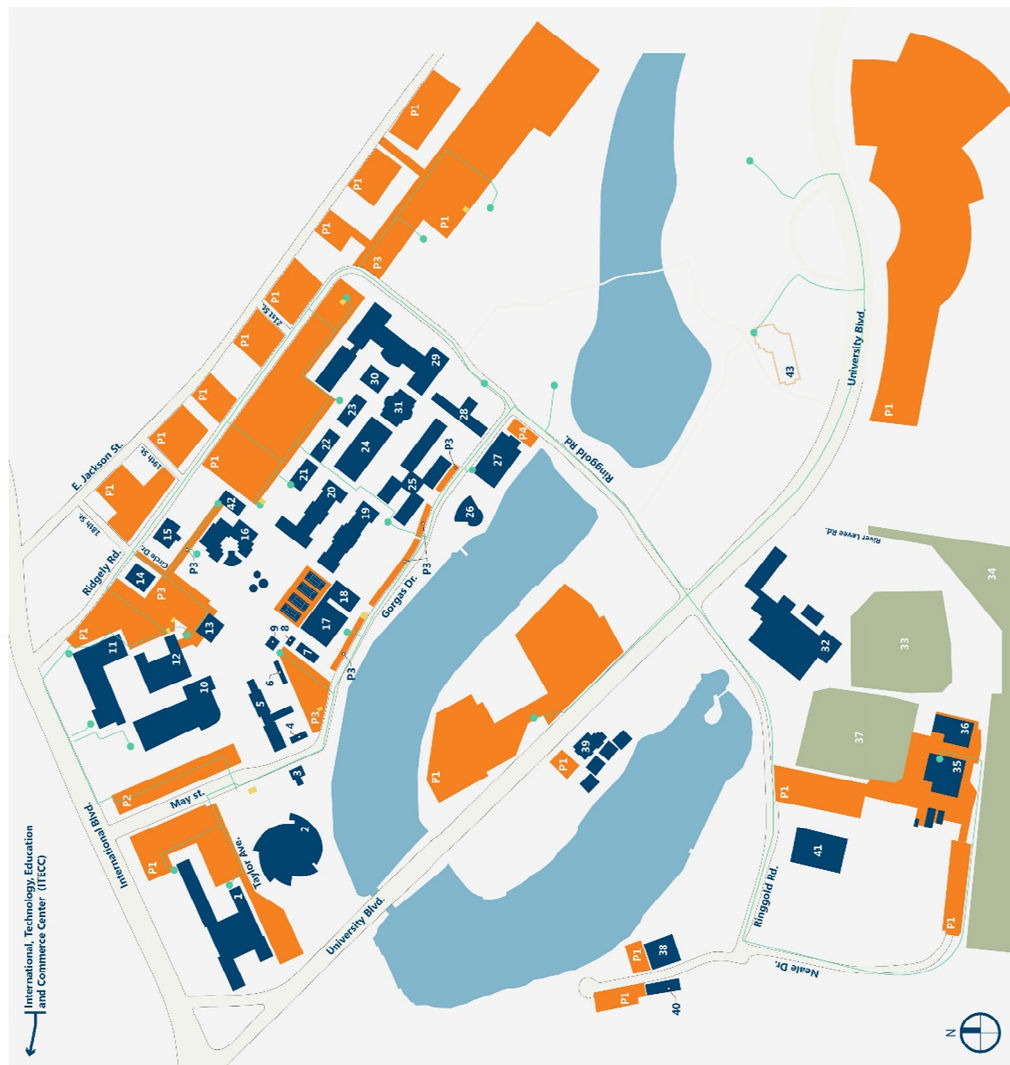 P1
P1
P1
P1
P3
P1
P1
21st St.
P1
P1
E. Jackson St.
P1
19th St.
P1
18th St.
P1
29
30
31
23
28
22
24
43
University Blvd.
P1
21
P3
P4
27
Ringgold Rd.
20
25
42
26
19
15
16
P3
Circle Dr.
Ridgely Rd.
P3
Gorgas Dr.
River Levee Rd.
14
P3
34
P1
18
13
17
9
8
7
P3
33
32
11
12
6
10
5
P3
4
36
37
39
P1
P1
35
3
P2
May st.
P1
International Blvd.
2
41
P1
Taylor Ave.
1
Ringgold Rd.
University Blvd.
P1
International, Technology, Education
and Commerce Center (ITECC)
P1
38
Neale Dr.
P1
40
N